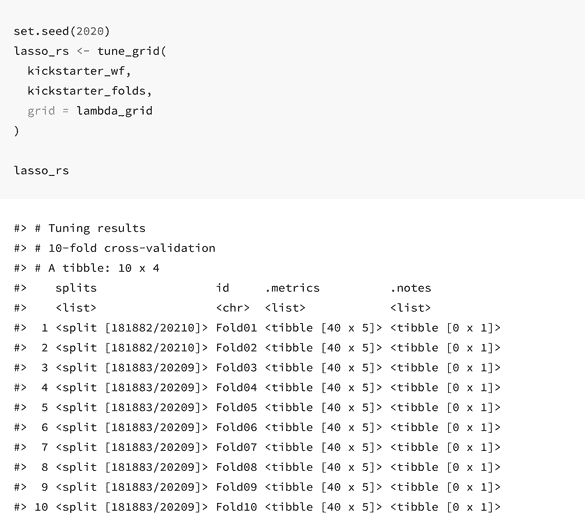 set.seed(2020)
lasso_rs <- tune_grid(
  kickstarter_wf,
  kickstarter_folds,
  grid = lambda_grid
)

lasso_rs

#> # Tuning results
#> # 10-fold cross-validation
#> # A tibble: 10 x 4
#>    splits                 id     .metrics          .notes
#>    <list>                 <chr>  <list>            <list>
#>  1 <split [181882/20210]> Fold01 <tibble [40 x 5]> <tibble [0 x 1]>
#>  2 <split [181882/20210]> Fold02 <tibble [40 x 5]> <tibble [0 x 1]>
#>  3 <split [181883/20209]> Fold03 <tibble [40 x 5]> <tibble [0 x 1]>
#>  4 <split [181883/20209]> Fold04 <tibble [40 x 5]> <tibble [0 x 1]>
#>  5 <split [181883/20209]> Fold05 <tibble [40 x 5]> <tibble [0 x 1]>
#>  6 <split [181883/20209]> Fold06 <tibble [40 x 5]> <tibble [0 x 1]>
#>  7 <split [181883/20209]> Fold07 <tibble [40 x 5]> <tibble [0 x 1]>
#>  8 <split [181883/20209]> Fold08 <tibble [40 x 5]> <tibble [0 x 1]>
#>  9 <split [181883/20209]> Fold09 <tibble [40 x 5]> <tibble [0 x 1]>
#> 10 <split [181883/20209]> Fold10 <tibble [40 x 5]> <tibble [0 x 1]>